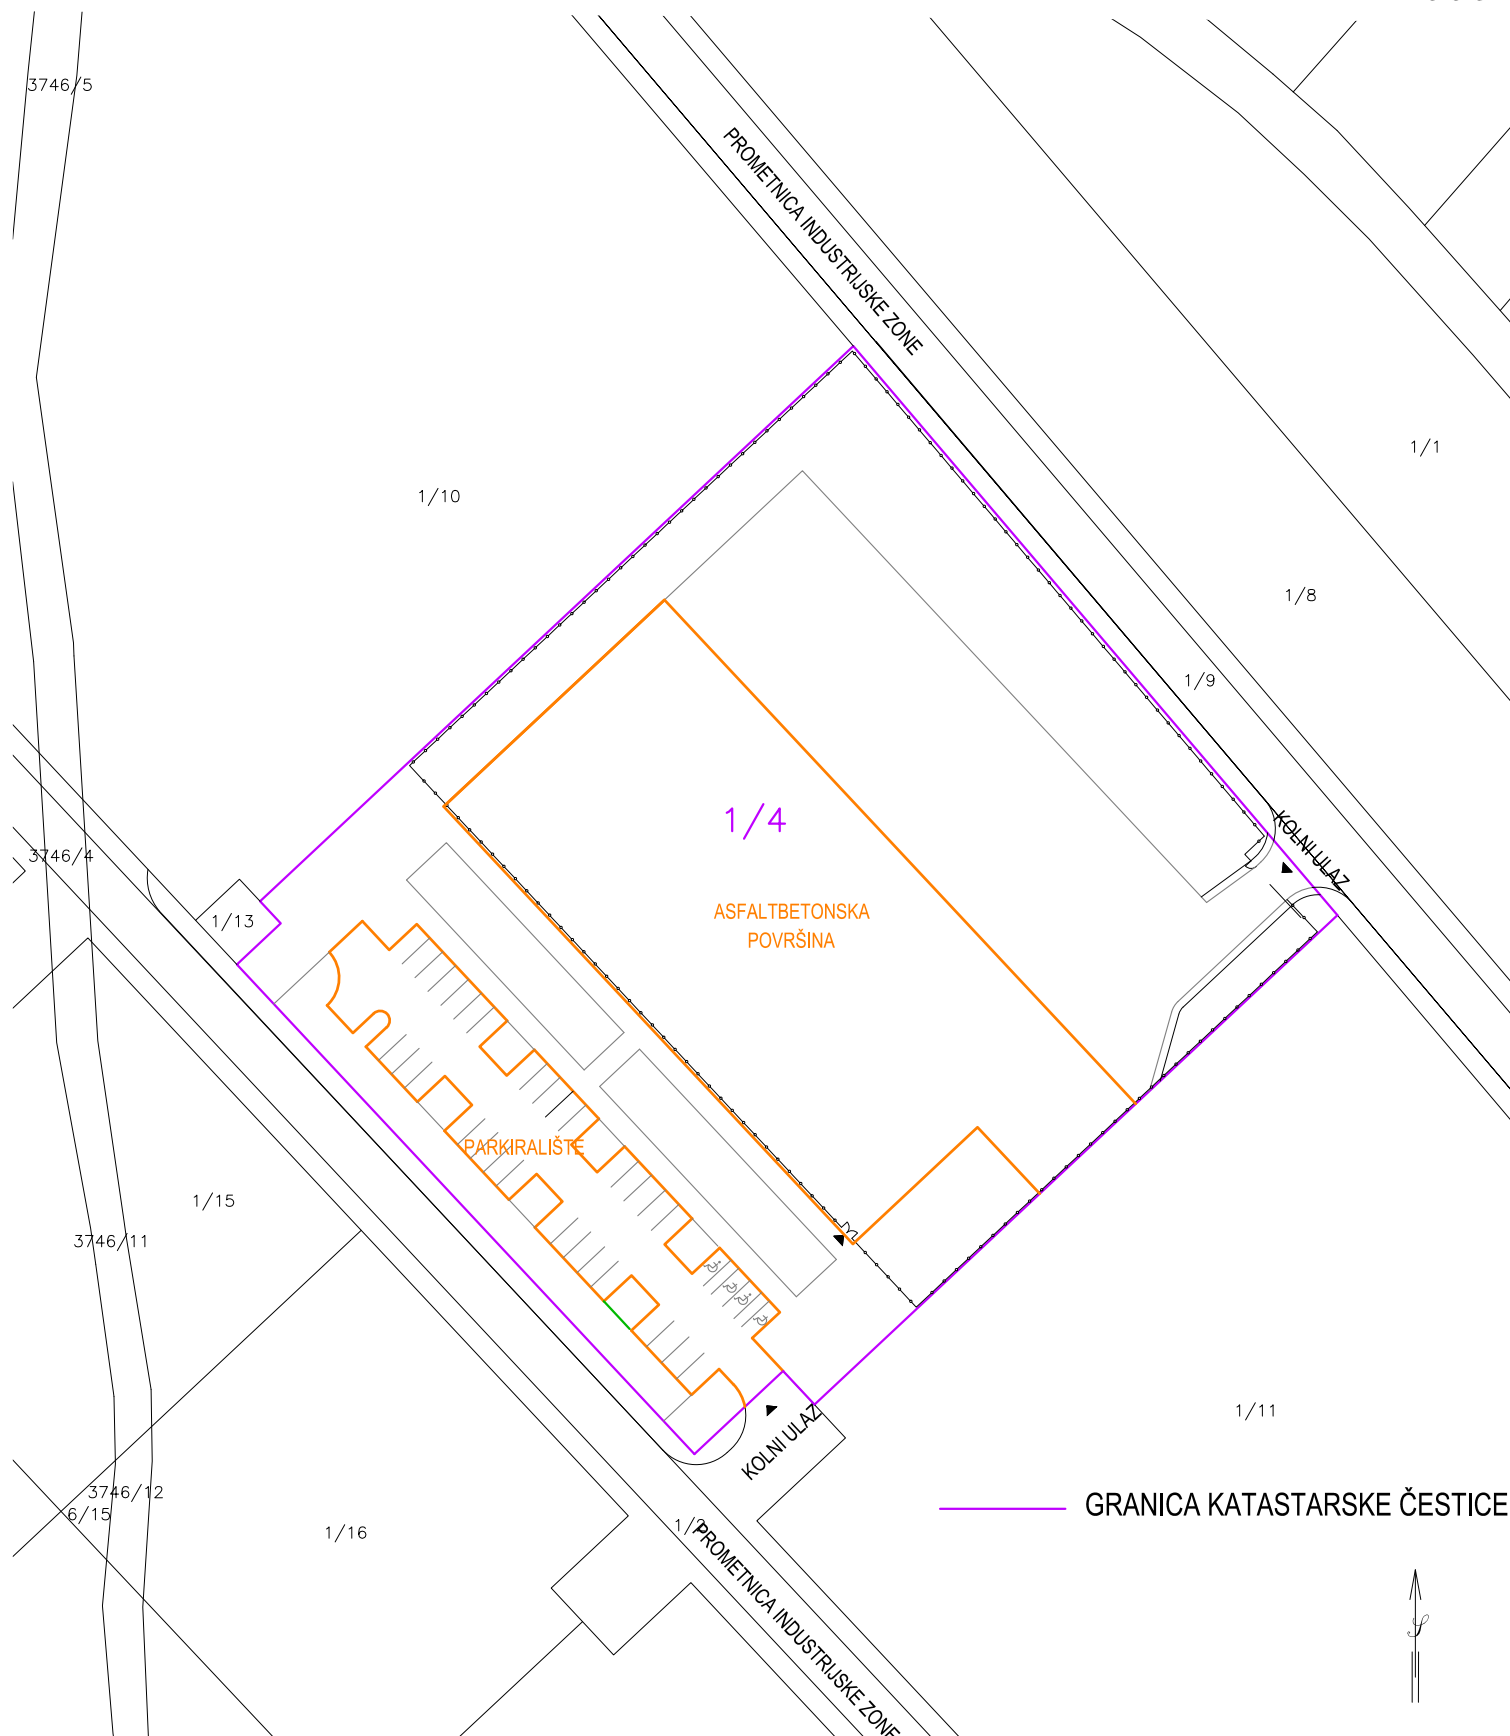 3746/5
PROMETNICA INDUSTRIJSKE ZONE
1/1
1/10
1/8
1/9
1/4
KOLNI ULAZ
3746/4
ASFALTBETONSKA
POVRŠINA
1/13
PARKIRALIŠTE
1/15
3746/11
1/11
KOLNI ULAZ
3746/12
6/15
GRANICA KATASTARSKE ČESTICE
1/16
PROMETNICA INDUSTRIJSKE ZONE
S